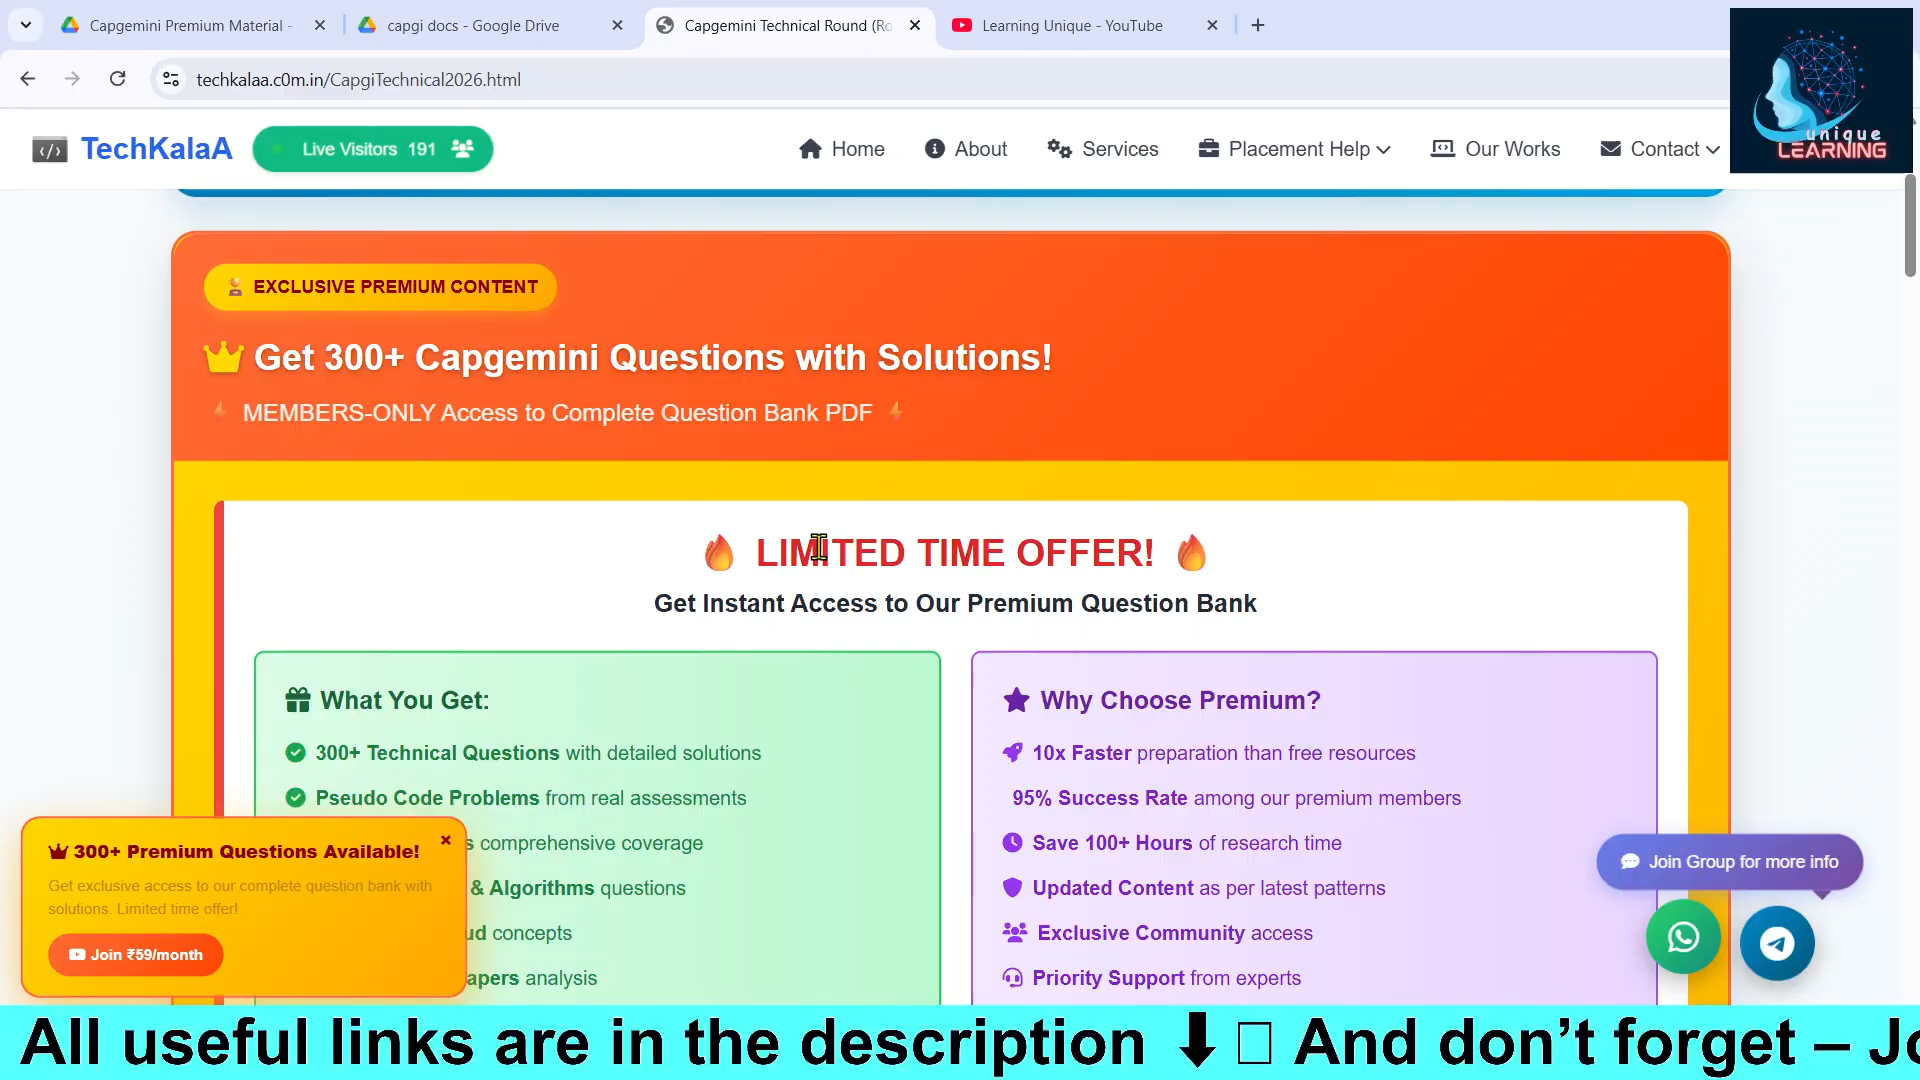 Capgemini Premium Material -
capgi docs - Google Drive
Capgemini Technical Round (Ro
Learning Unique - YouTube
techkalaa.c0m.in/CapgiTechnical2026.html
TechKalaA
Live Visitors 191
Home
About
Services
Placement Help
Our Works
Contact
unique
LEARNING
EXCLUSIVE PREMIUM CONTENT
Get 300+ Capgemini Questions with Solutions!
MEMBERS-ONLY Access to Complete Question Bank PDF
LIMITED TIME OFFER!
Get Instant Access to Our Premium Question Bank
What You Get:
300+ Technical Questions with detailed solutions
Pseudo Code Problems from real assessments
s comprehensive coverage
& Algorithms questions
ud concepts
apers analysis
Why Choose Premium?
10x Faster preparation than free resources
95% Success Rate among our premium members
Save 100+ Hours of research time
Updated Content as per latest patterns
Exclusive Community access
Priority Support from experts
300+ Premium Questions Available!
Get exclusive access to our complete question bank with
solutions. Limited time offer!
Join ₹59/month
Join Group for more info
All useful links are in the description ⬇ And don’t forget – Jo